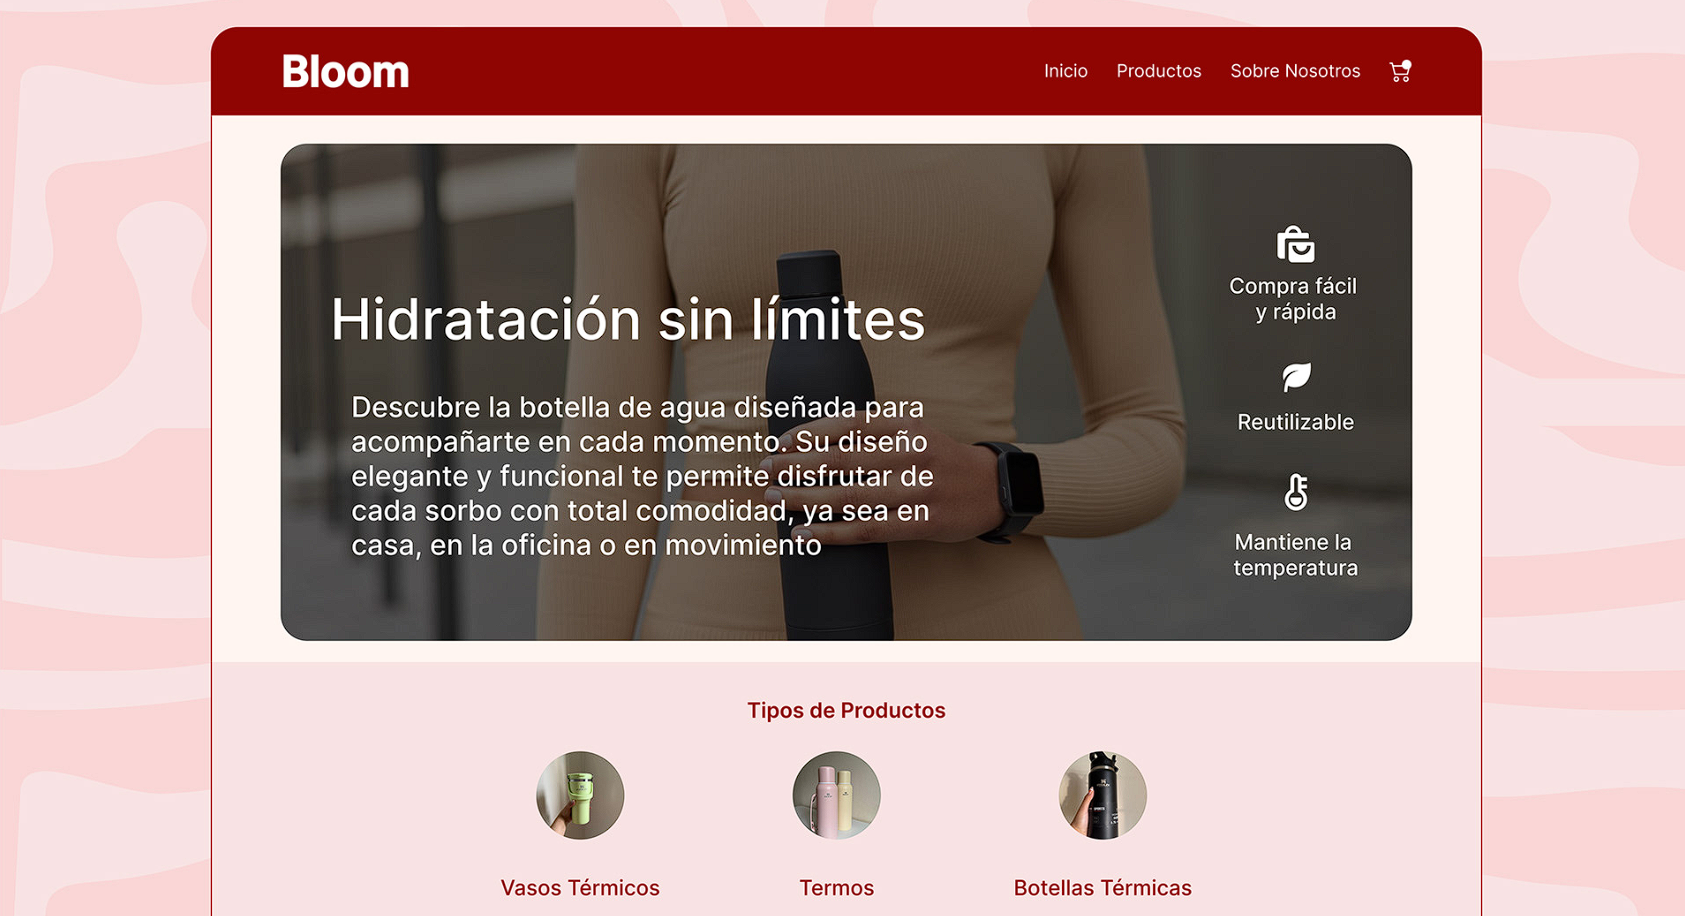 Bloom
Inicio
Productos
Sobre Nosotros
Hidratación sin límites
Descubre la botella de agua diseñada para
acompañarte en cada momento. Su diseño
elegante y funcional te permite disfrutar de
cada sorbo con total comodidad, ya sea en
casa, en la oficina o en movimiento
Compra fácil
y rápida
Reutilizable
Mantiene la
temperatura
Tipos de Productos
Vasos Térmicos
Termos
Botellas Térmicas